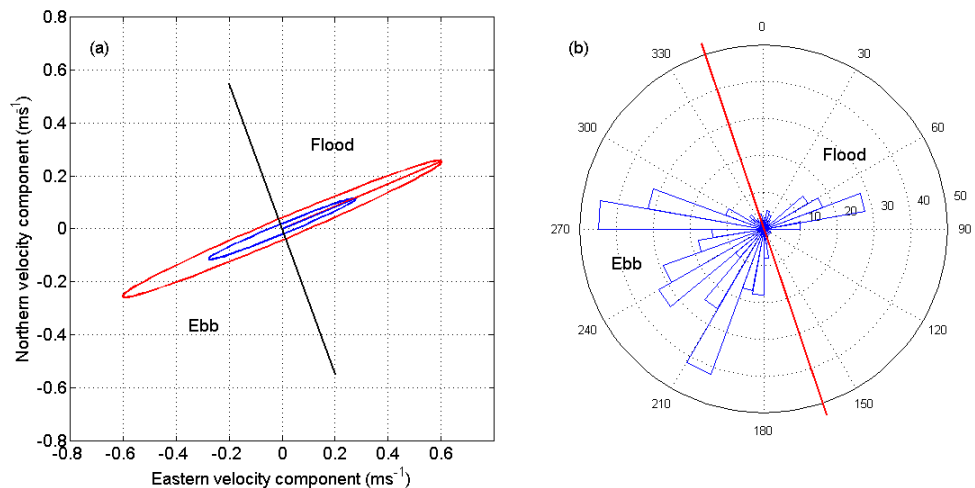 (a)
Northern velocity component (ms⁻¹)
0.8
0.6
0.4
0.2
0
-0.2
-0.4
-0.6
-0.8
Flood
Ebb
-0.8 -0.6 -0.4 -0.2 0 0.2 0.4 0.6
Eastern velocity component (ms⁻¹)
(b)
0
330 30
300 60
Flood
50
10 20 30 40
270 90
Ebb
240 120
210 150
180